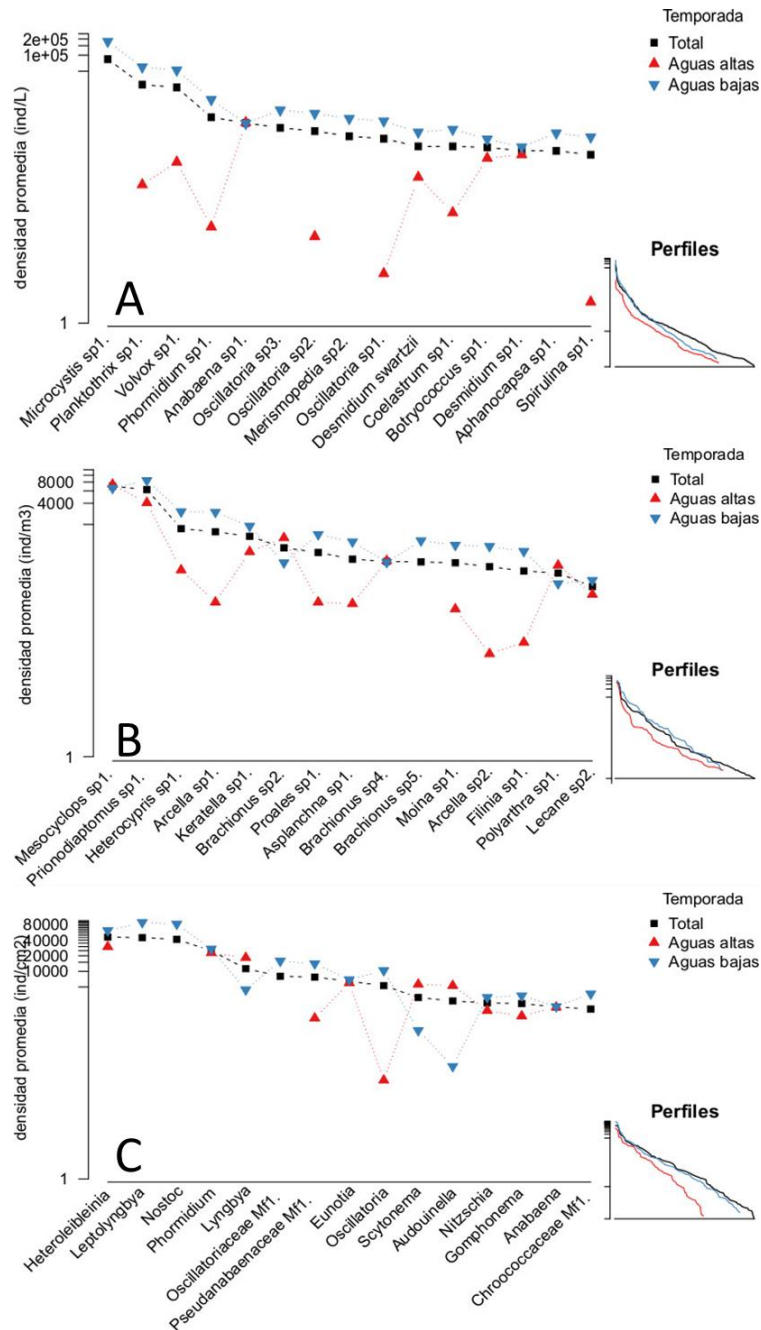 Temporada
Total
Aguas altas
Aguas bajas
densidad promedia (ind/L)
2e+05
1e+05
1
A
Perfiles
Microcystis sp1.
Planktothrix sp1.
Volvox sp1.
Phormidium sp1.
Anabaena sp1.
Oscillatoria sp3.
Oscillatoria sp2.
Merismopedia sp2.
Oscillatoria sp1.
Desmidium swartzii
Coelastrum sp1.
Botryococcus sp1.
Desmidium sp1.
Aphanocapsa sp1.
Spirulina sp1.
Temporada
Total
Aguas altas
Aguas bajas
densidad promedia (ind/m3)
8000
4000
1
B
Perfiles
Mesocyclops sp1.
Prionodiaptomus sp1.
Heterocypris sp1.
Arcella sp1.
Keratella sp1.
Brachionus sp2.
Proales sp1.
Asplanchna sp1.
Brachionus sp4.
Brachionus sp5.
Moina sp1.
Arcella sp2.
Filinia sp1.
Polyarthra sp1.
Lecane sp2.
Temporada
Total
Aguas altas
Aguas bajas
densidad promedia (ind/cm2)
80000
40000
20000
10000
1
C
Perfiles
Heteroleibleinia
Leptolyngbya
Nostoc
Phormidium
Lyngbya
Oscillatoriaceae Mf1.
Pseudanabaenaceae Mf1.
Eunotia
Oscillatoria
Scytonema
Audouinella
Nitzschia
Gomphonema
Anabaena
Chroococcaceae Mf1.